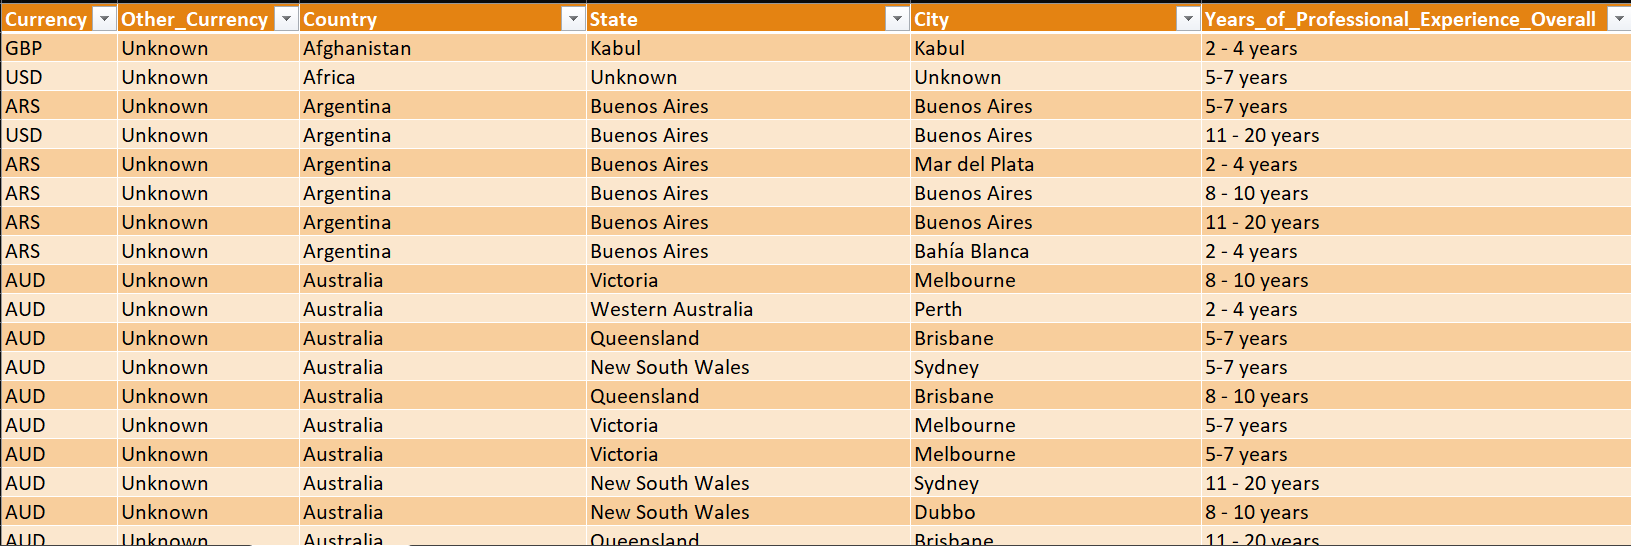 Currency Other_Currency Country State City Years_of_Professional_Experience_Overall
GBP Unknown Afghanistan Kabul Kabul 2 - 4 years
USD Unknown Africa Unknown Unknown 5-7 years
ARS Unknown Argentina Buenos Aires Buenos Aires 5-7 years
USD Unknown Argentina Buenos Aires Buenos Aires 11 - 20 years
ARS Unknown Argentina Buenos Aires Mar del Plata 2 - 4 years
ARS Unknown Argentina Buenos Aires Buenos Aires 8 - 10 years
ARS Unknown Argentina Buenos Aires Buenos Aires 11 - 20 years
ARS Unknown Argentina Buenos Aires Bahía Blanca 2 - 4 years
AUD Unknown Australia Victoria Melbourne 8 - 10 years
AUD Unknown Australia Western Australia Perth 2 - 4 years
AUD Unknown Australia Queensland Brisbane 5-7 years
AUD Unknown Australia New South Wales Sydney 5-7 years
AUD Unknown Australia Queensland Brisbane 8 - 10 years
AUD Unknown Australia Victoria Melbourne 5-7 years
AUD Unknown Australia Victoria Melbourne 5-7 years
AUD Unknown Australia New South Wales Sydney 11 - 20 years
AUD Unknown Australia New South Wales Dubbo 8 - 10 years
AUD Unknown Australia Queensland Brisbane 11 - 20 years